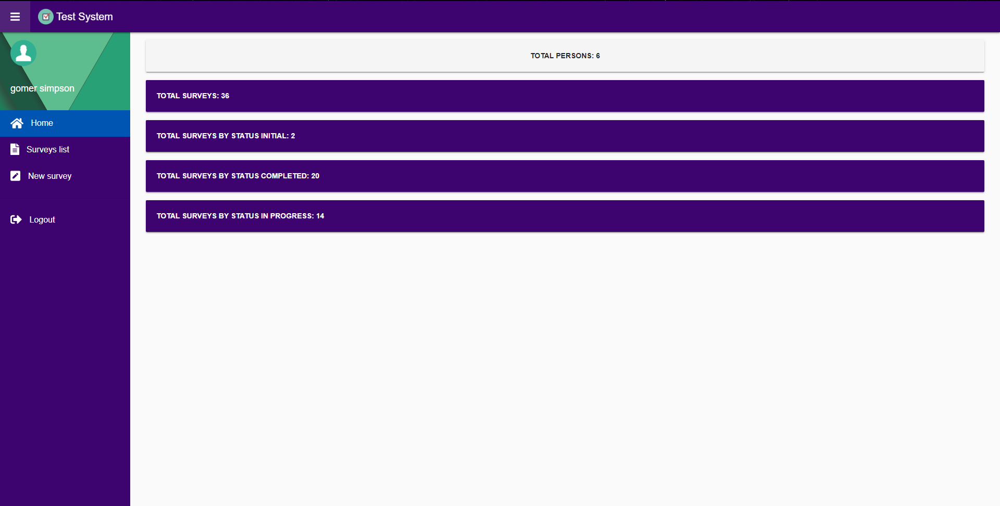 Test System
gomer simpson
Home
Surveys list
New survey
Logout
TOTAL PERSONS: 6
TOTAL SURVEYS: 36
TOTAL SURVEYS BY STATUS INITIAL: 2
TOTAL SURVEYS BY STATUS COMPLETED: 20
TOTAL SURVEYS BY STATUS IN PROGRESS: 14